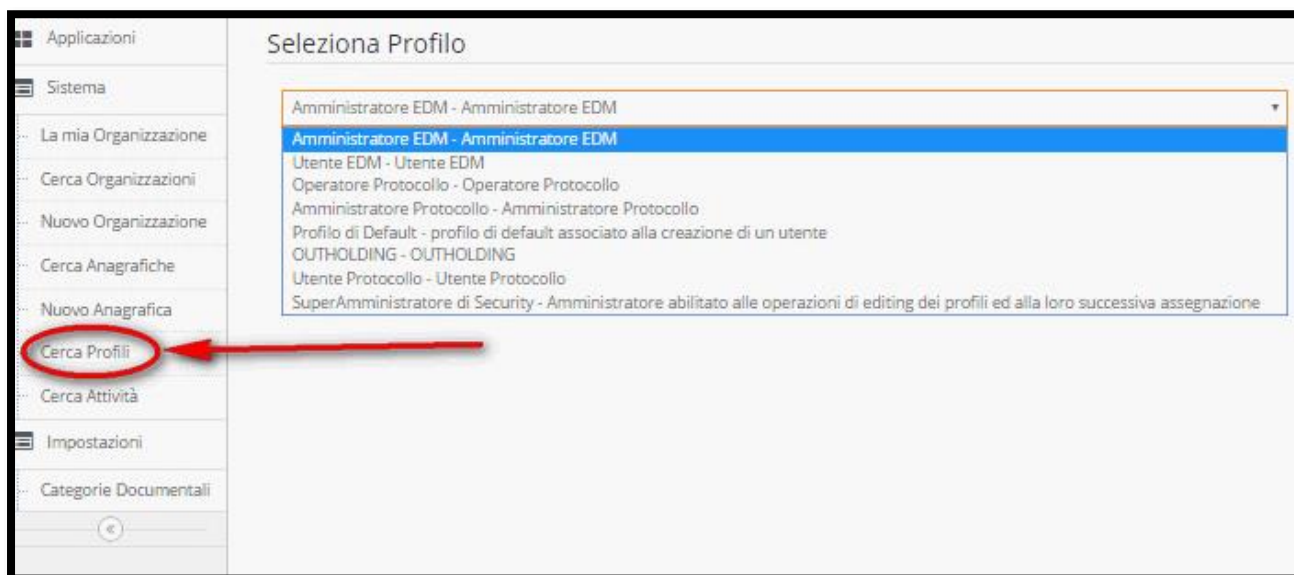 Applicazioni
Sistema
La mia Organizzazione
Cerca Organizzazioni
Nuovo Organizzazione
Cerca Anagrafiche
Nuovo Anagrafica
Cerca Profili
Cerca Attività
Impostazioni
Categorie Documentali
Seleziona Profilo
Amministratore EDM - Amministratore EDM
Amministratore EDM - Amministratore EDM
Utente EDM - Utente EDM
Operatore Protocollo - Operatore Protocollo
Amministratore Protocollo - Amministratore Protocollo
Profilo di Default - profilo di default associato alla creazione di un utente
OUTHOLDING - OUTHOLDING
Utente Protocollo - Utente Protocollo
SuperAmministratore di Security - Amministratore abilitato alle operazioni di editing dei profili ed alla loro successiva assegnazione